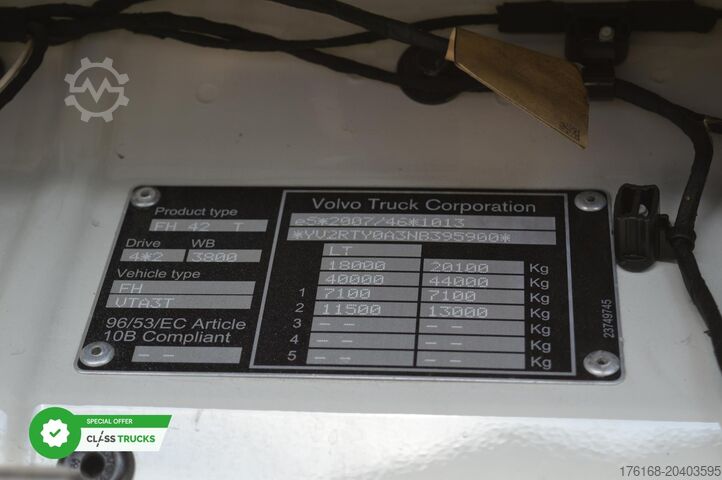 Product type
FH 42 T
Drive WB
4*2 3800
Vehicle type
FH
VTA3T
96/53/EC Article
10B Compliant
-- --
Volvo Truck Corporation
e5*2007/46*1013
*YV2RTY0A3NB395900*
LT
18000 20100 Kg
40000 44000 Kg
1 7100 7100 Kg
2 11500 13000 Kg
3 -- -- -- -- Kg
4 -- -- -- -- Kg
5 -- -- -- -- Kg
23749745
SPECIAL OFFER
CLASS TRUCKS
176168-20403595